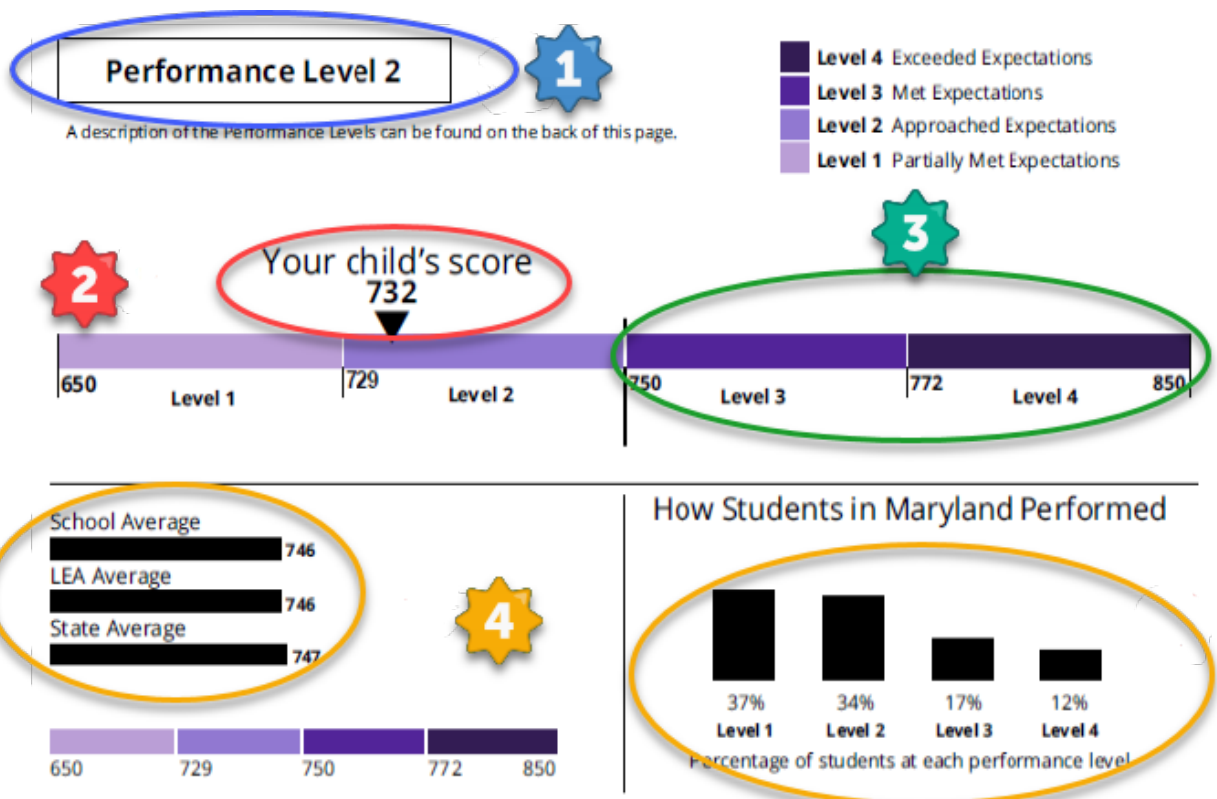 Performance Level 2
1
A description of the Performance Levels can be found on the back of this page.
Level 4 Exceeded Expectations
Level 3 Met Expectations
Level 2 Approached Expectations
Level 1 Partially Met Expectations
3
2
Your child's score
732
650
Level 1
729
Level 2
750
Level 3
772
Level 4
850
School Average
746
LEA Average
746
State Average
747
4
650 729 750 772 850
How Students in Maryland Performed
37% 34% 17% 12%
Level 1 Level 2 Level 3 Level 4
Percentage of students at each performance level